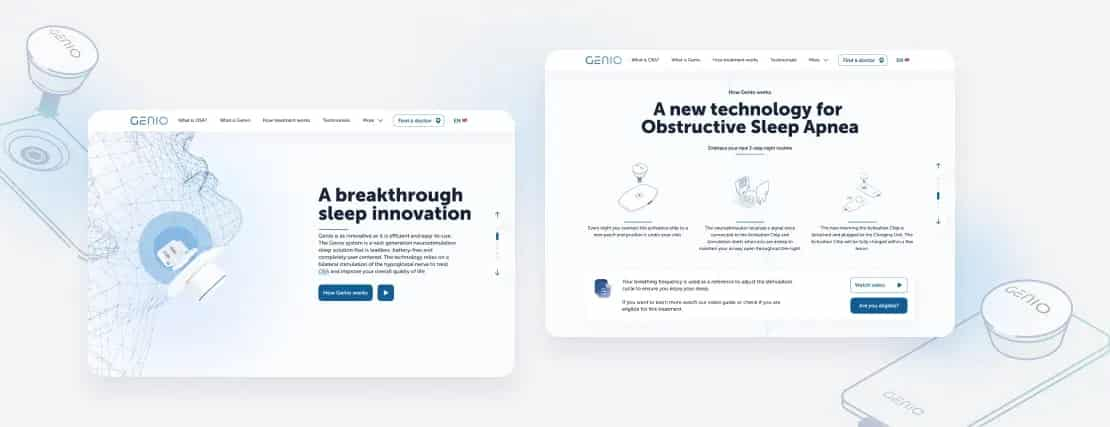 GENIO
GENIO
What is OSA?
What is Genio
How treatment works
Testimonials
More
Find a doctor
EN
A breakthrough
sleep innovation
Genio is as innovative as it is efficient and easy-to-use.
The Genio system is a next generation neurostimulation
sleep solution that is leadless, battery-free and
completely user centered. The technology relies on a
bilateral stimulation of the hypoglossal nerve to treat
OSA and improve your overall quality of life
How Genio works
GENIO
What is OSA?
What is Genio
How treatment works
Testimonials
More
Find a doctor
EN
How Genio works
A new technology for
Obstructive Sleep Apnea
Embrace your new 3-step night routine
Every night you connect the activation chip to a
new patch and position it under your chin
The neurostimulator receives a signal once
connected to the Activation Chip and
stimulation starts when you are asleep to
maintain your airway open throughout the night
The next morning the Activation Chip is
detached and plugged to the Charging Unit. The
Activation Chip will be fully charged within a few
hours
Your breathing frequency is used as a reference to adjust the stimulation
cycle to ensure you enjoy your sleep.
If you want to learn more watch our video guide or check if you are
eligible for this treatment.
Watch video
Are you eligible?
GENIO
GENIO